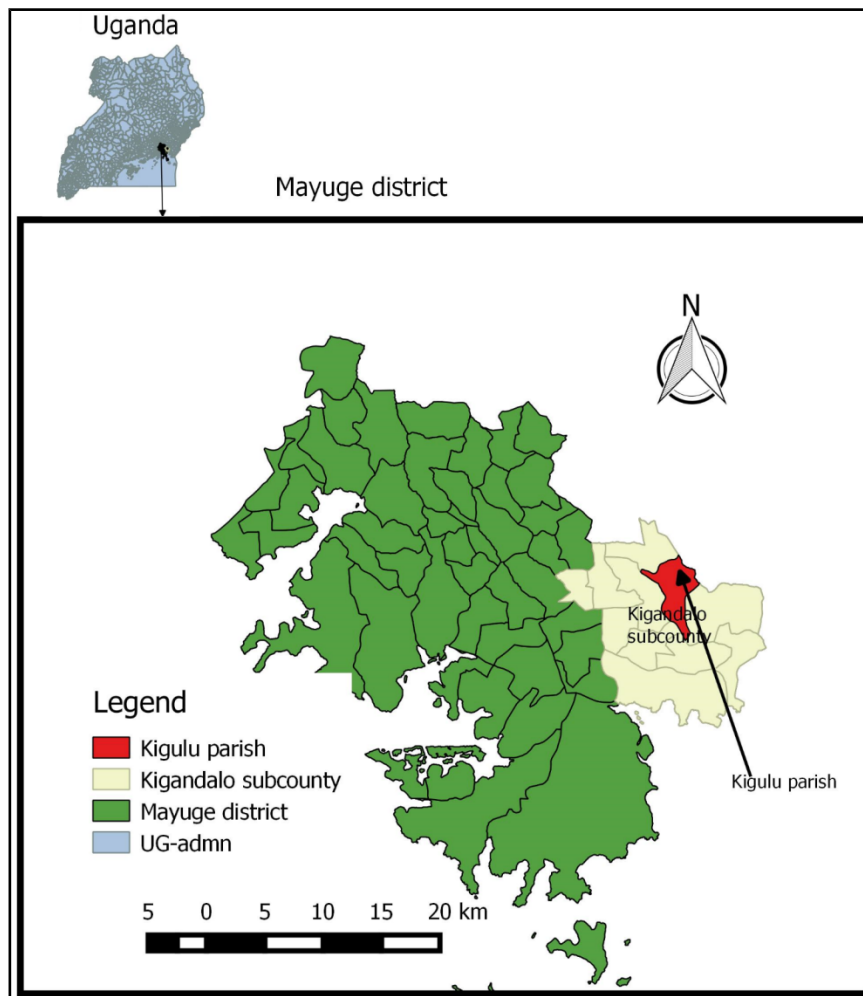 Uganda
Mayuge district
N
Kigandalo
subcounty
Kigulu parish
Legend
Kigulu parish
Kigandalo subcounty
Mayuge district
UG-admn
5 0 5 10 15 20 km